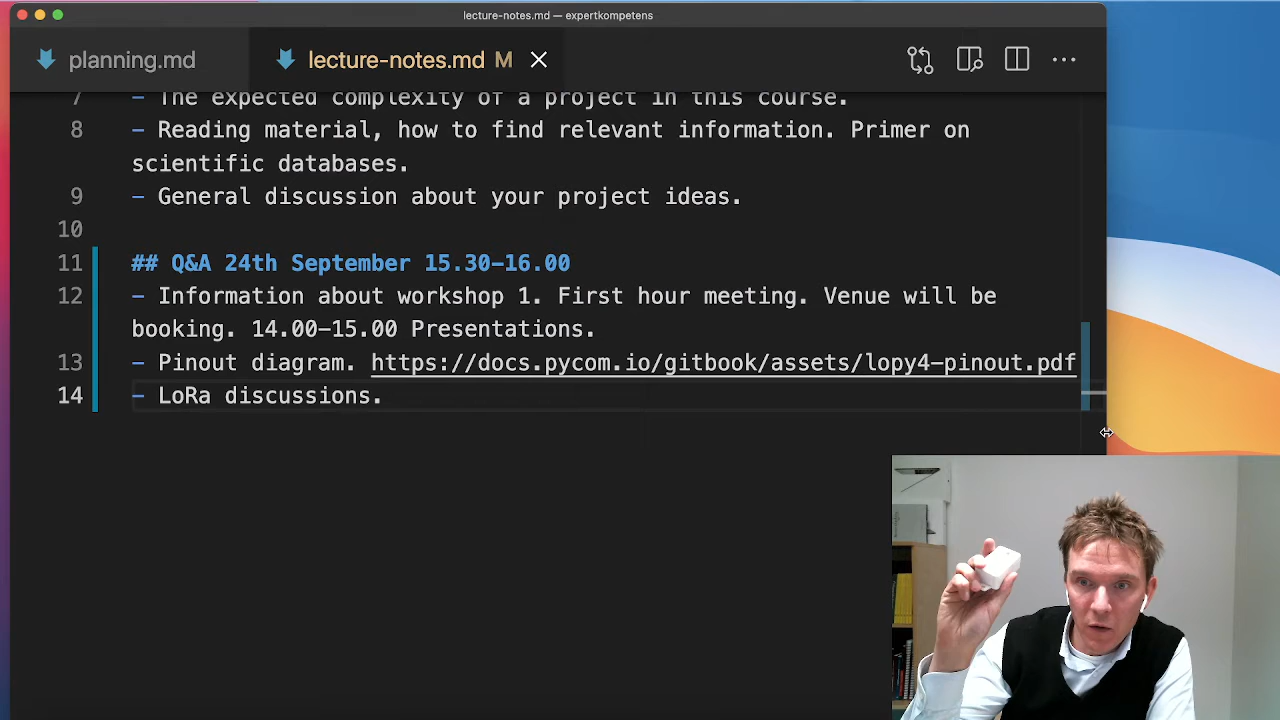 lecture-notes.md — expertkompetens
planning.md
lecture-notes.md M
7 - The expected complexity of a project in this course.
8 - Reading material, how to find relevant information. Primer on
scientific databases.
9 - General discussion about your project ideas.
10
11 ## Q&A 24th September 15.30-16.00
12 - Information about workshop 1. First hour meeting. Venue will be
booking. 14.00-15.00 Presentations.
13 - Pinout diagram. https://docs.pycom.io/gitbook/assets/lopy4-pinout.pdf
14 - LoRa discussions.